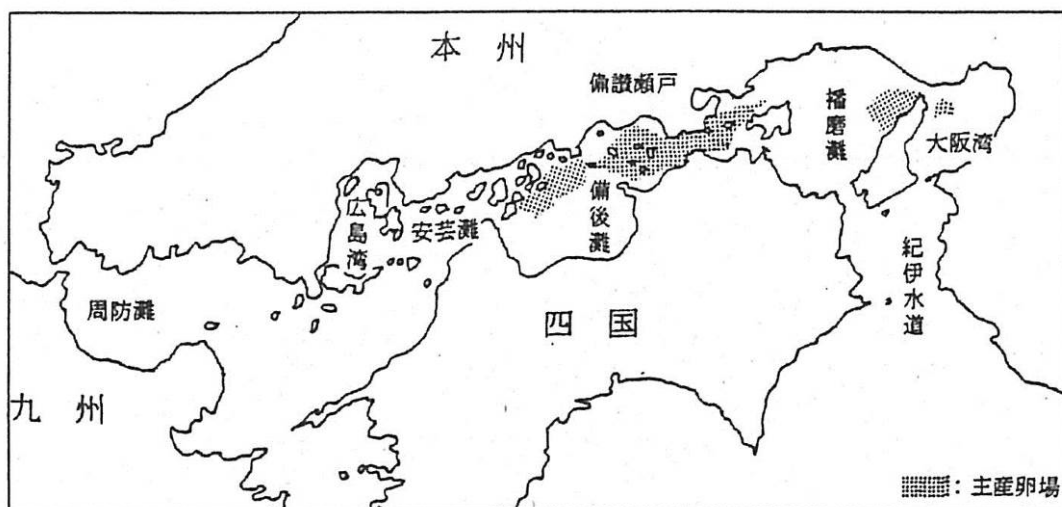 本州
備讃瀬戸
播磨灘
大阪湾
広島湾
安芸灘
備後灘
紀伊水道
周防灘
四国
九州
:主産卵場